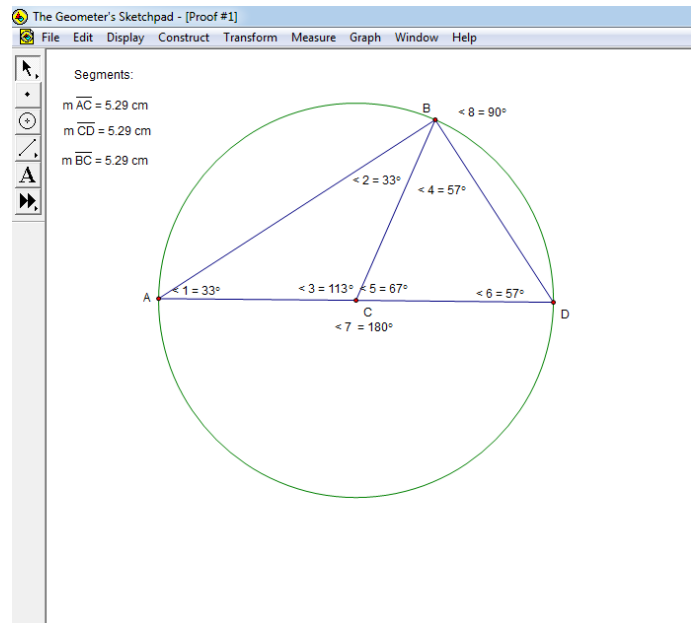 The Geometer's Sketchpad - [Proof #1]
File Edit Display Construct Transform Measure Graph Window Help
Segments:
m AC = 5.29 cm
m CD = 5.29 cm
m BC = 5.29 cm
A
B
< 8 = 90°
< 2 = 33°
< 4 = 57°
A
< 1 = 33°
< 3 = 113°
< 5 = 67°
< 6 = 57°
C
D
< 7 = 180°